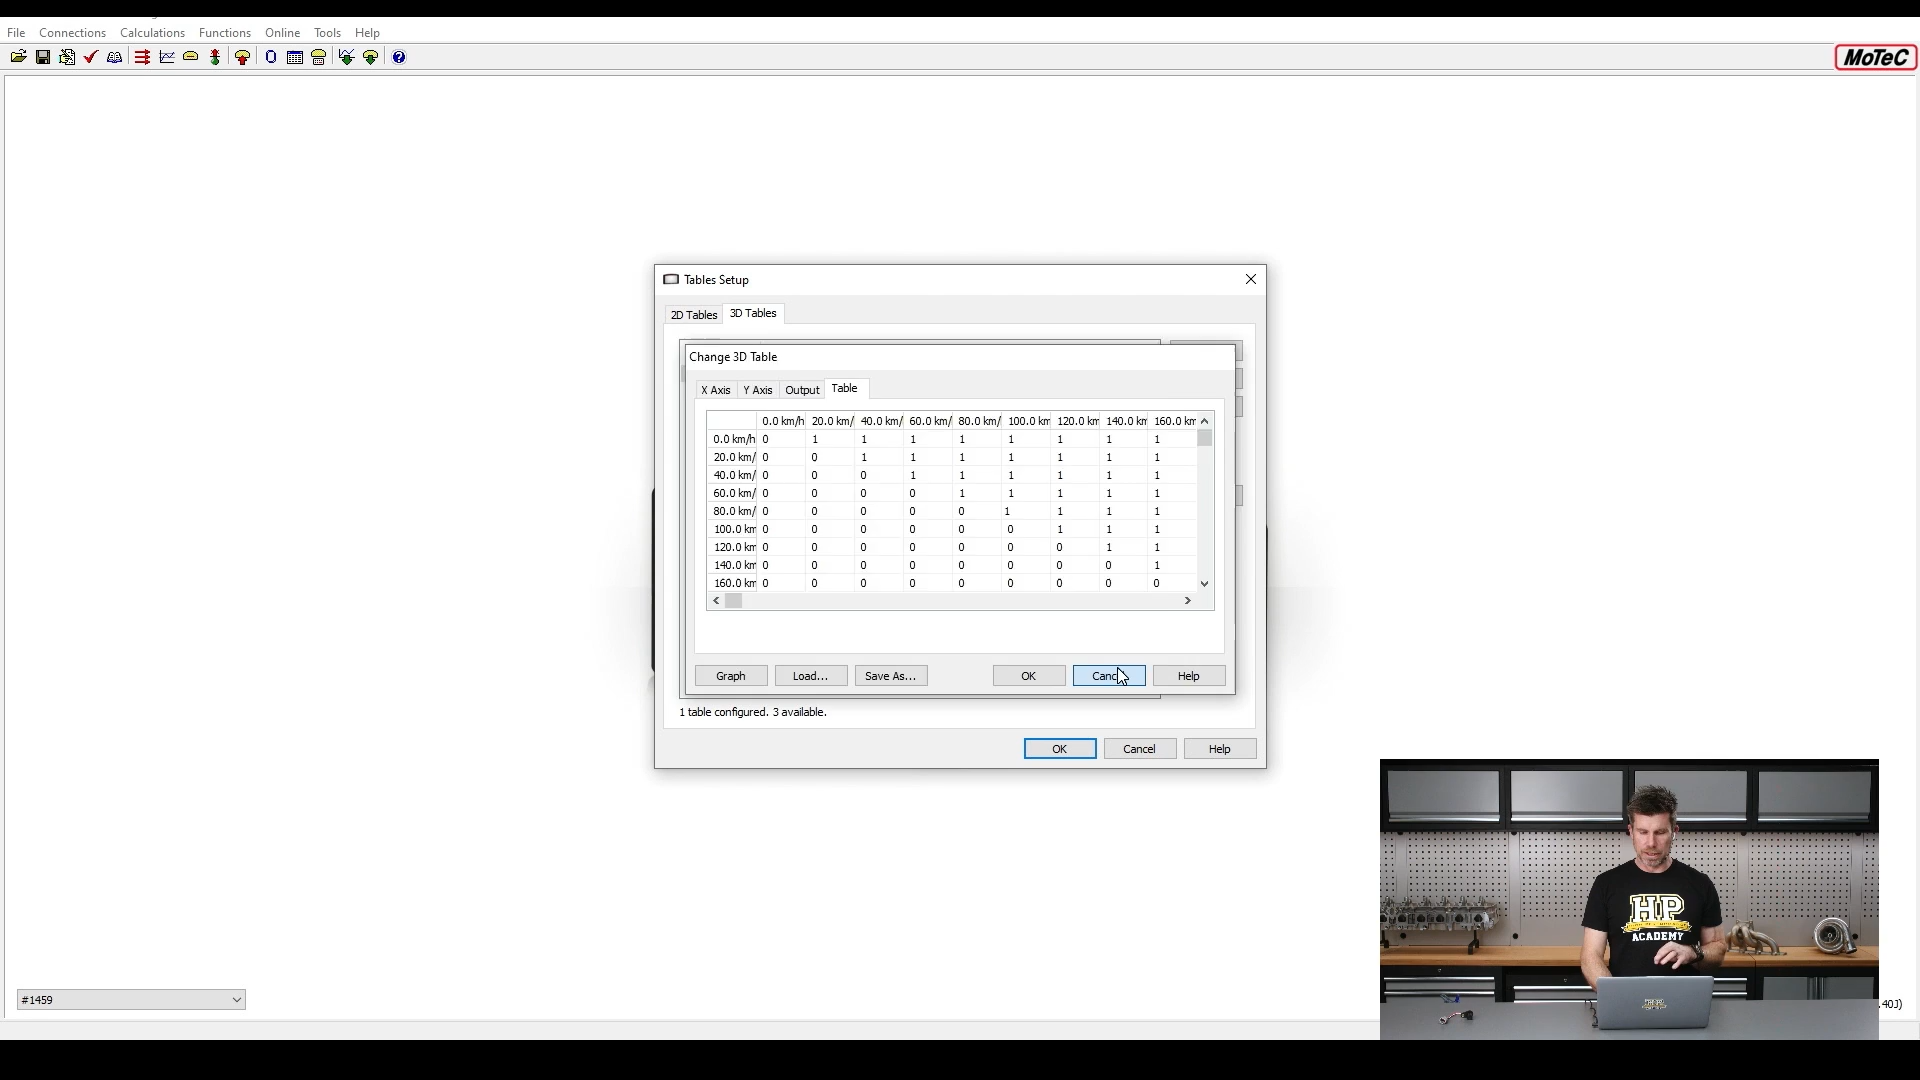 File Connections Calculations Functions Online Tools Help
MoTeC
Tables Setup
2D Tables 3D Tables
Change 3D Table
X Axis Y Axis Output Table
0.0 km/h 20.0 km/ 40.0 km/ 60.0 km/ 80.0 km/ 100.0 km 120.0 km 140.0 km 160.0 km
0.0 km/h 0 1 1 1 1 1 1 1 1
20.0 km/ 0 0 1 1 1 1 1 1 1
40.0 km/ 0 0 0 1 1 1 1 1 1
60.0 km/ 0 0 0 0 1 1 1 1 1
80.0 km/ 0 0 0 0 0 1 1 1 1
100.0 km 0 0 0 0 0 0 1 1 1
120.0 km 0 0 0 0 0 0 0 1 1
140.0 km 0 0 0 0 0 0 0 0 1
160.0 km 0 0 0 0 0 0 0 0 0
Graph Load... Save As... OK Cancel Help
1 table configured. 3 available.
OK Cancel Help
HP
ACADEMY
#1459
.40J)